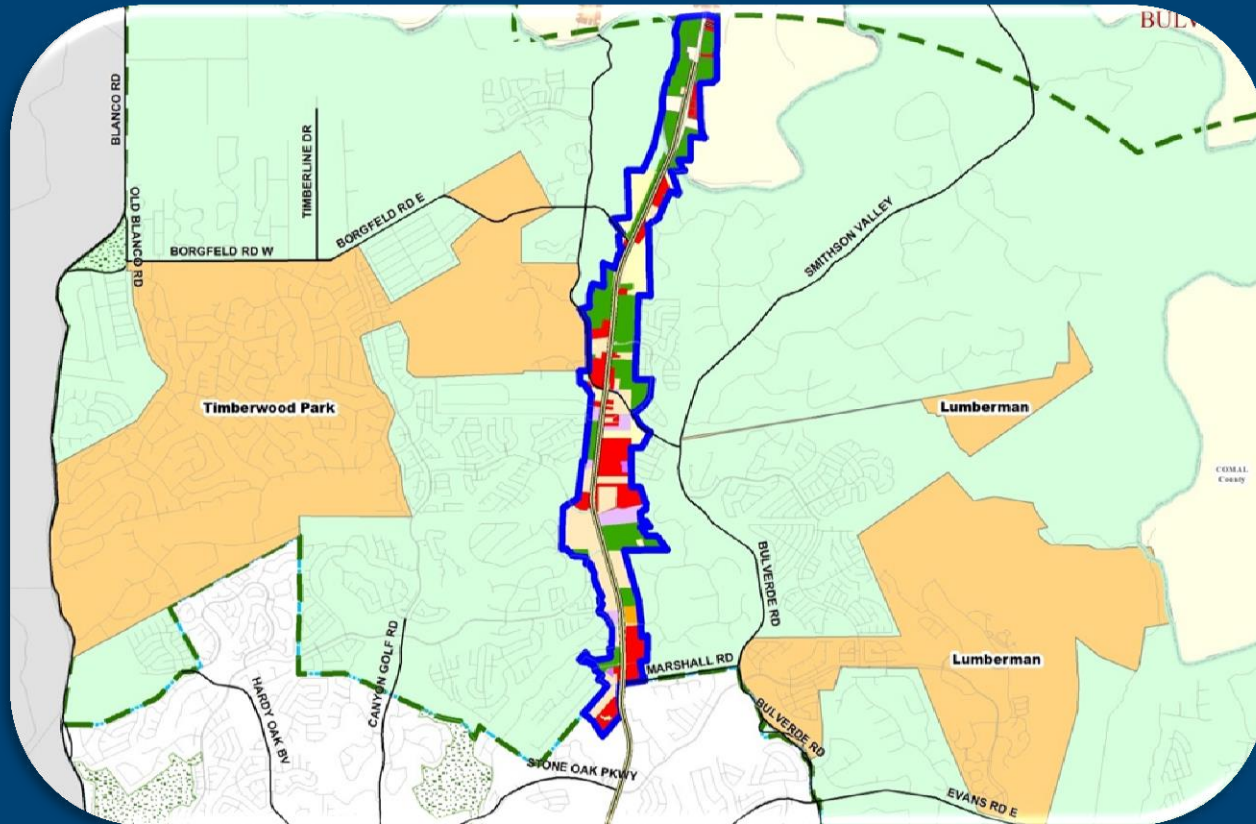 BLANCO RD
OLD BLANCO RD
TIMBERLINE DR
BORGFELD RD W
BORGFELD RD E
SMITHSON VALLEY
Timberwood Park
Lumberman
COMAL
County
BULVERDE RD
Lumberman
MARSHALL RD
BULVERDE RD
HARDY OAK BV
CANYON GOLF RD
STONE OAK PKWY
EVANS RD E